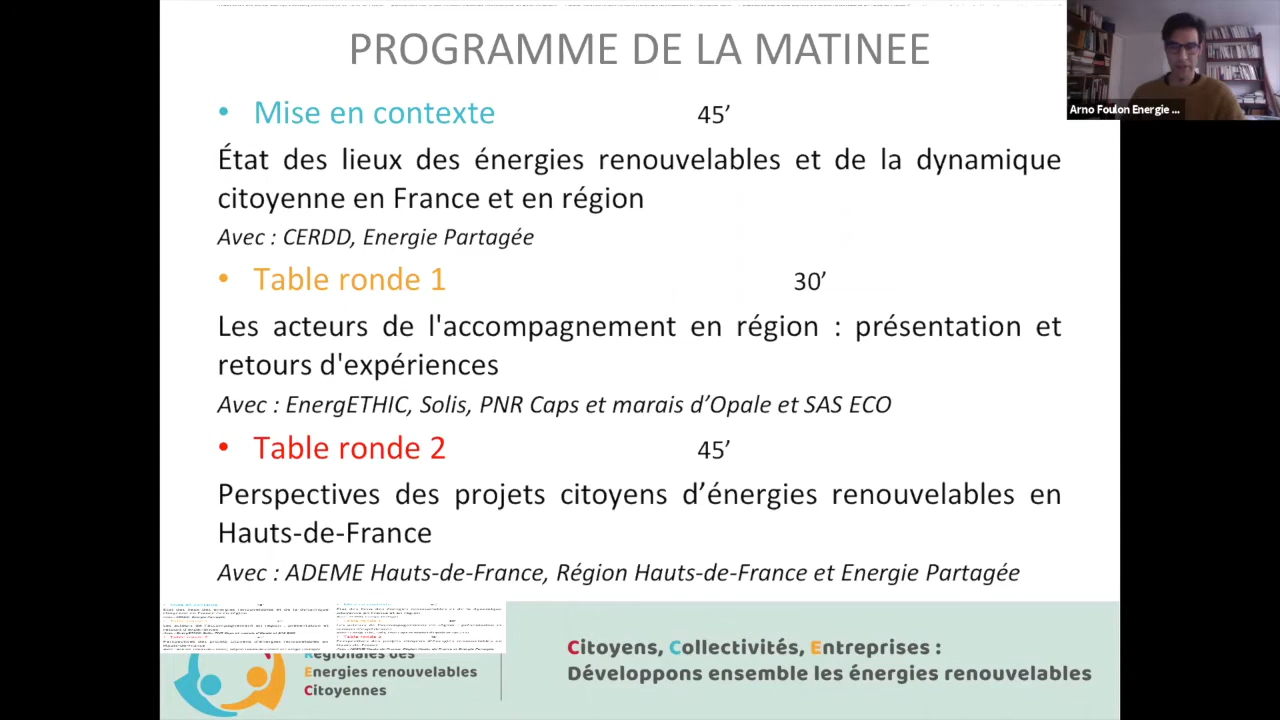 PROGRAMME DE LA MATINEE
Arno Foulon Energie ...
• Mise en contexte 45’
État des lieux des énergies renouvelables et de la dynamique
citoyenne en France et en région
Avec : CERDD, Energie Partagée
• Table ronde 1 30’
Les acteurs de l'accompagnement en région : présentation et
retours d'expériences
Avec : EnergETHIC, Solis, PNR Caps et marais d’Opale et SAS ECO
• Table ronde 2 45’
Perspectives des projets citoyens d’énergies renouvelables en
Hauts-de-France
Avec : ADEME Hauts-de-France, Région Hauts-de-France et Energie Partagée
Régionales des
Energies renouvelables
Citoyennes
Citoyens, Collectivités, Entreprises :
Développons ensemble les énergies renouvelables